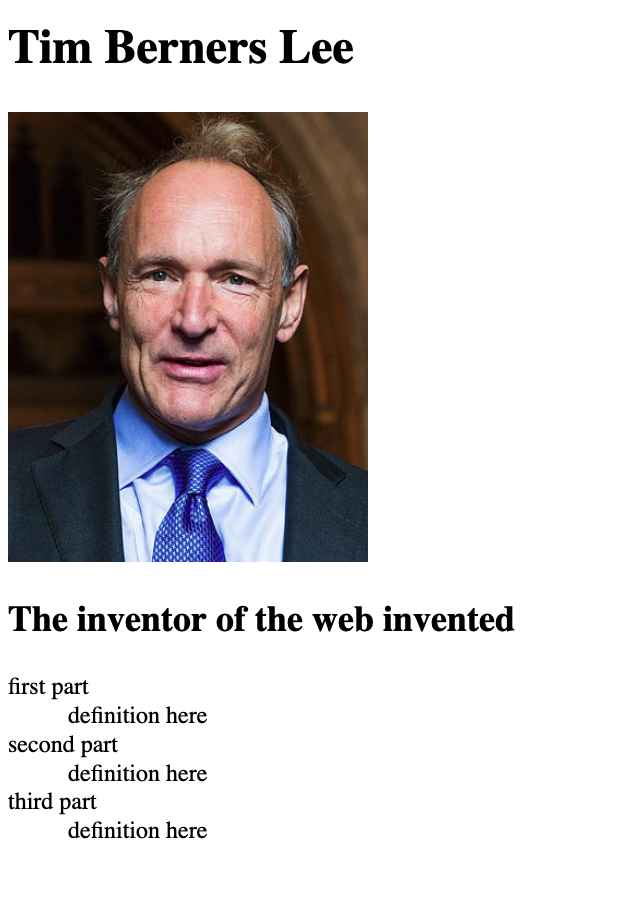 Tim Berners Lee
The inventor of the web invented
first part
definition here
second part
definition here
third part
definition here